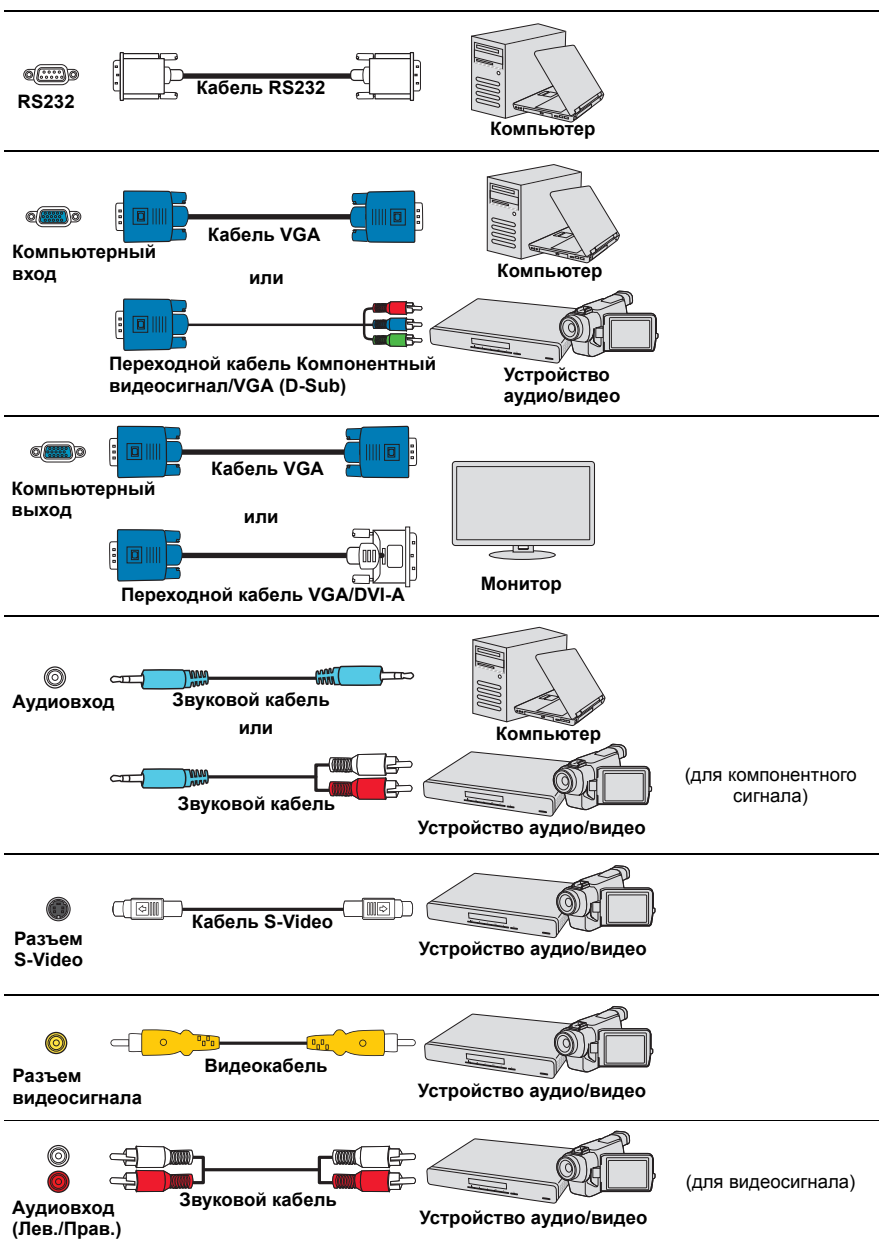 RS232
Кабель RS232
Компьютер
Компьютерный
вход
Кабель VGA
Компьютер
или
Переходной кабель Компонентный
видеосигнал/VGA (D-Sub)
Устройство
аудио/видео
Компьютерный
выход
Кабель VGA
или
Переходной кабель VGA/DVI-A
Монитор
Аудиовход
Звуковой кабель
Компьютер
или
Звуковой кабель
Устройство аудио/видео
(для компонентного
сигнала)
Разъем
S-Video
Кабель S-Video
Устройство аудио/видео
Разъем
видеосигнала
Видеокабель
Устройство аудио/видео
Аудиовход
(Лев./Прав.)
Звуковой кабель
Устройство аудио/видео
(для видеосигнала)